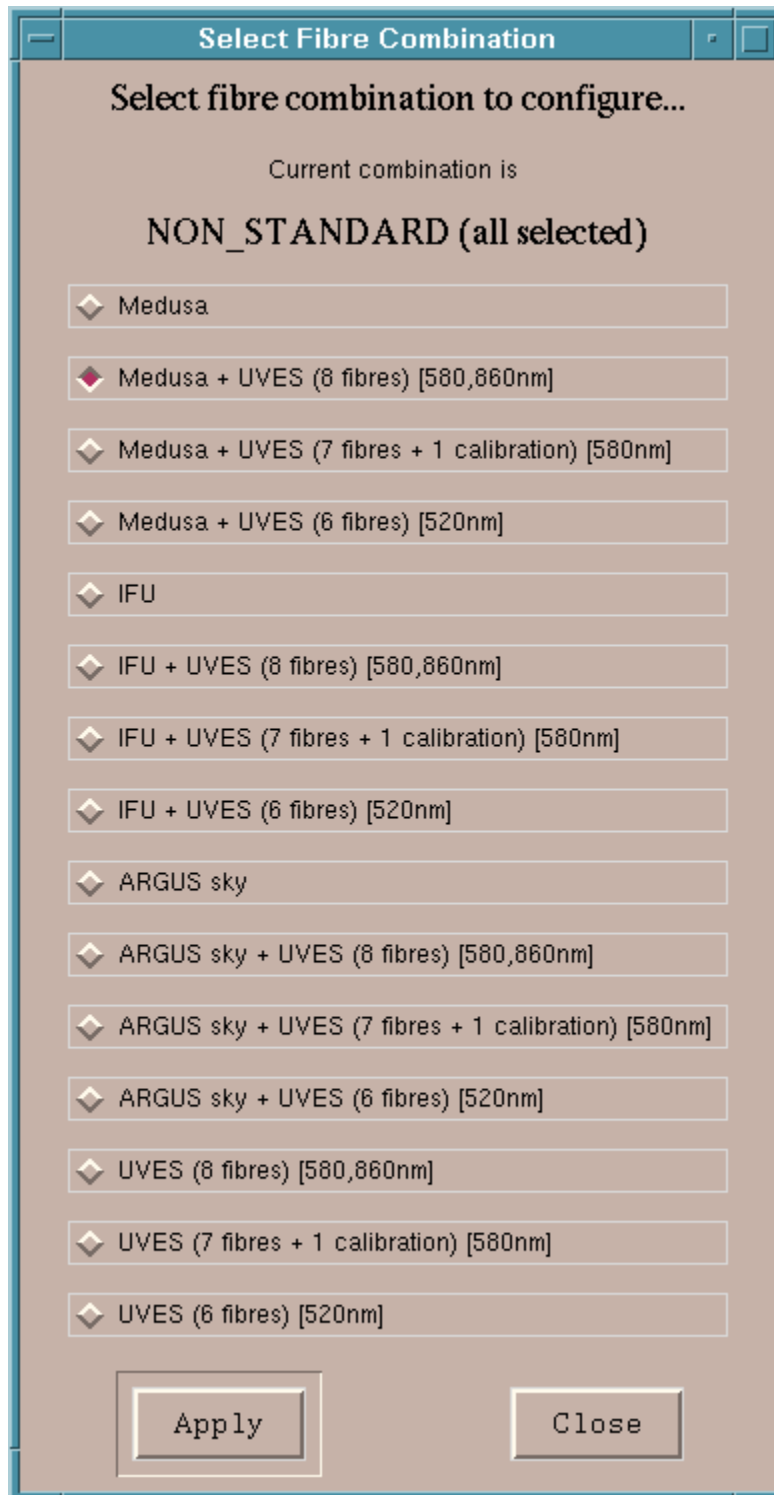 Select Fibre Combination
Select fibre combination to configure...
Current combination is
NON_STANDARD (all selected)
Medusa
Medusa + UVES (8 fibres) [580,860nm]
Medusa + UVES (7 fibres + 1 calibration) [580nm]
Medusa + UVES (6 fibres) [520nm]
IFU
IFU + UVES (8 fibres) [580,860nm]
IFU + UVES (7 fibres + 1 calibration) [580nm]
IFU + UVES (6 fibres) [520nm]
ARGUS sky
ARGUS sky + UVES (8 fibres) [580,860nm]
ARGUS sky + UVES (7 fibres + 1 calibration) [580nm]
ARGUS sky + UVES (6 fibres) [520nm]
UVES (8 fibres) [580,860nm]
UVES (7 fibres + 1 calibration) [580nm]
UVES (6 fibres) [520nm]
Apply Close